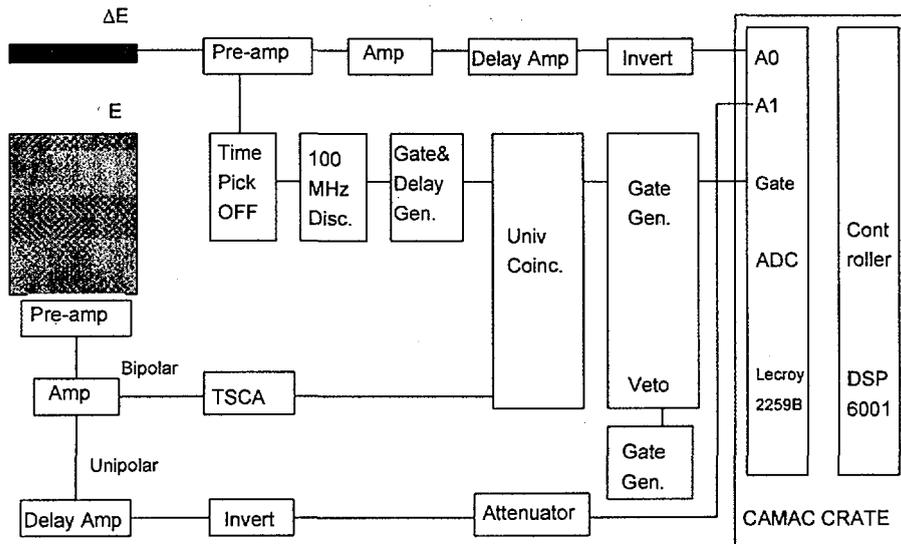 ΔE
Pre-amp
Amp
Delay Amp
Invert
A0
E
A1
Time
Pick
OFF
100
MHz
Disc.
Gate&
Delay
Gen.
Univ
Coinc.
Gate
Gen.
Veto
Gate
Gen.
Gate
ADC
Lecroy
2259B
Cont
roller
DSP
6001
Pre-amp
Amp
Bipolar
TSCA
Unipolar
Delay Amp
Invert
Attenuator
CAMAC CRATE